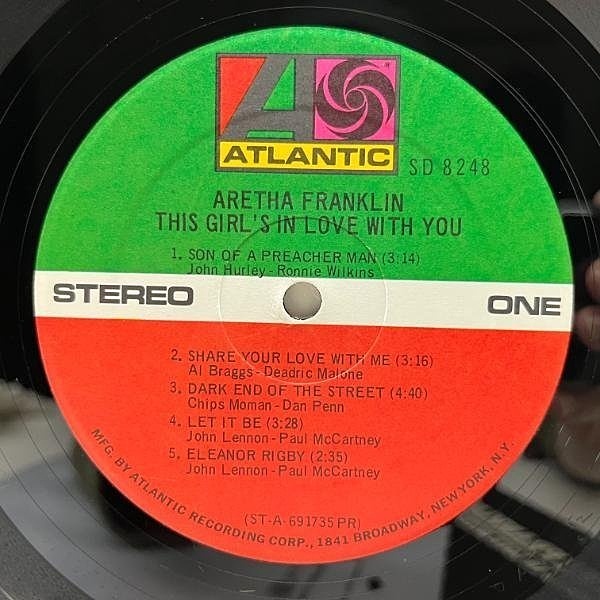 ATLANTIC
SD 8248
ARETHA FRANKLIN
THIS GIRL'S IN LOVE WITH YOU
1. SON OF A PREACHER MAN (3:14)
John Hurley - Ronnie Wilkins
STEREO ONE
2. SHARE YOUR LOVE WITH ME (3:16)
Al Braggs - Deadric Malone
3. DARK END OF THE STREET (4:40)
Chips Moman - Dan Penn
4. LET IT BE (3:28)
John Lennon - Paul McCartney
5. ELEANOR RIGBY (2:35)
John Lennon - Paul McCartney
(ST-A-691735 PR)
MFG. BY ATLANTIC RECORDING CORP., 1841 BROADWAY, NEW YORK, N.Y.